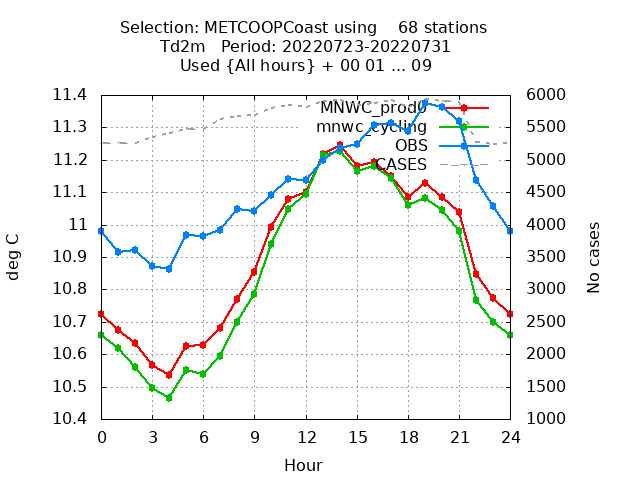 Selection: METCOOPCoast using    68 stations
Td2m   Period: 20220723-20220731
Used {All hours} + 00 01 ... 09
11.4
11.3
11.2
11.1
11
10.9
10.8
10.7
10.6
10.5
10.4
deg C
MNWC_prod0
mnwc_cycling
OBS
CASES
6000
5500
5000
4500
4000
3500
3000
2500
2000
1500
1000
No cases
0 3 6 9 12 15 18 21 24
Hour